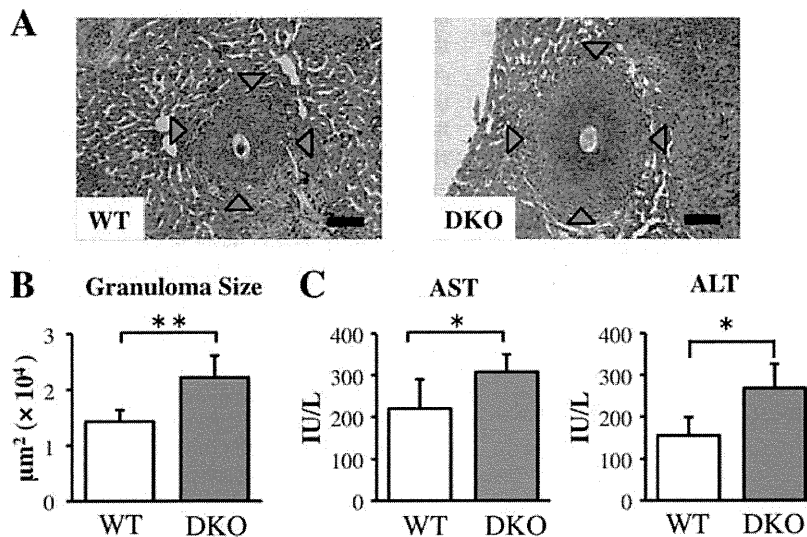 A
WT
DKO
B
Granuloma Size
**
µm² (× 10⁴)
3
2
1
0
WT
DKO
C
AST
*
IU/L
400
300
200
100
0
WT
DKO
ALT
*
IU/L
400
300
200
100
0
WT
DKO